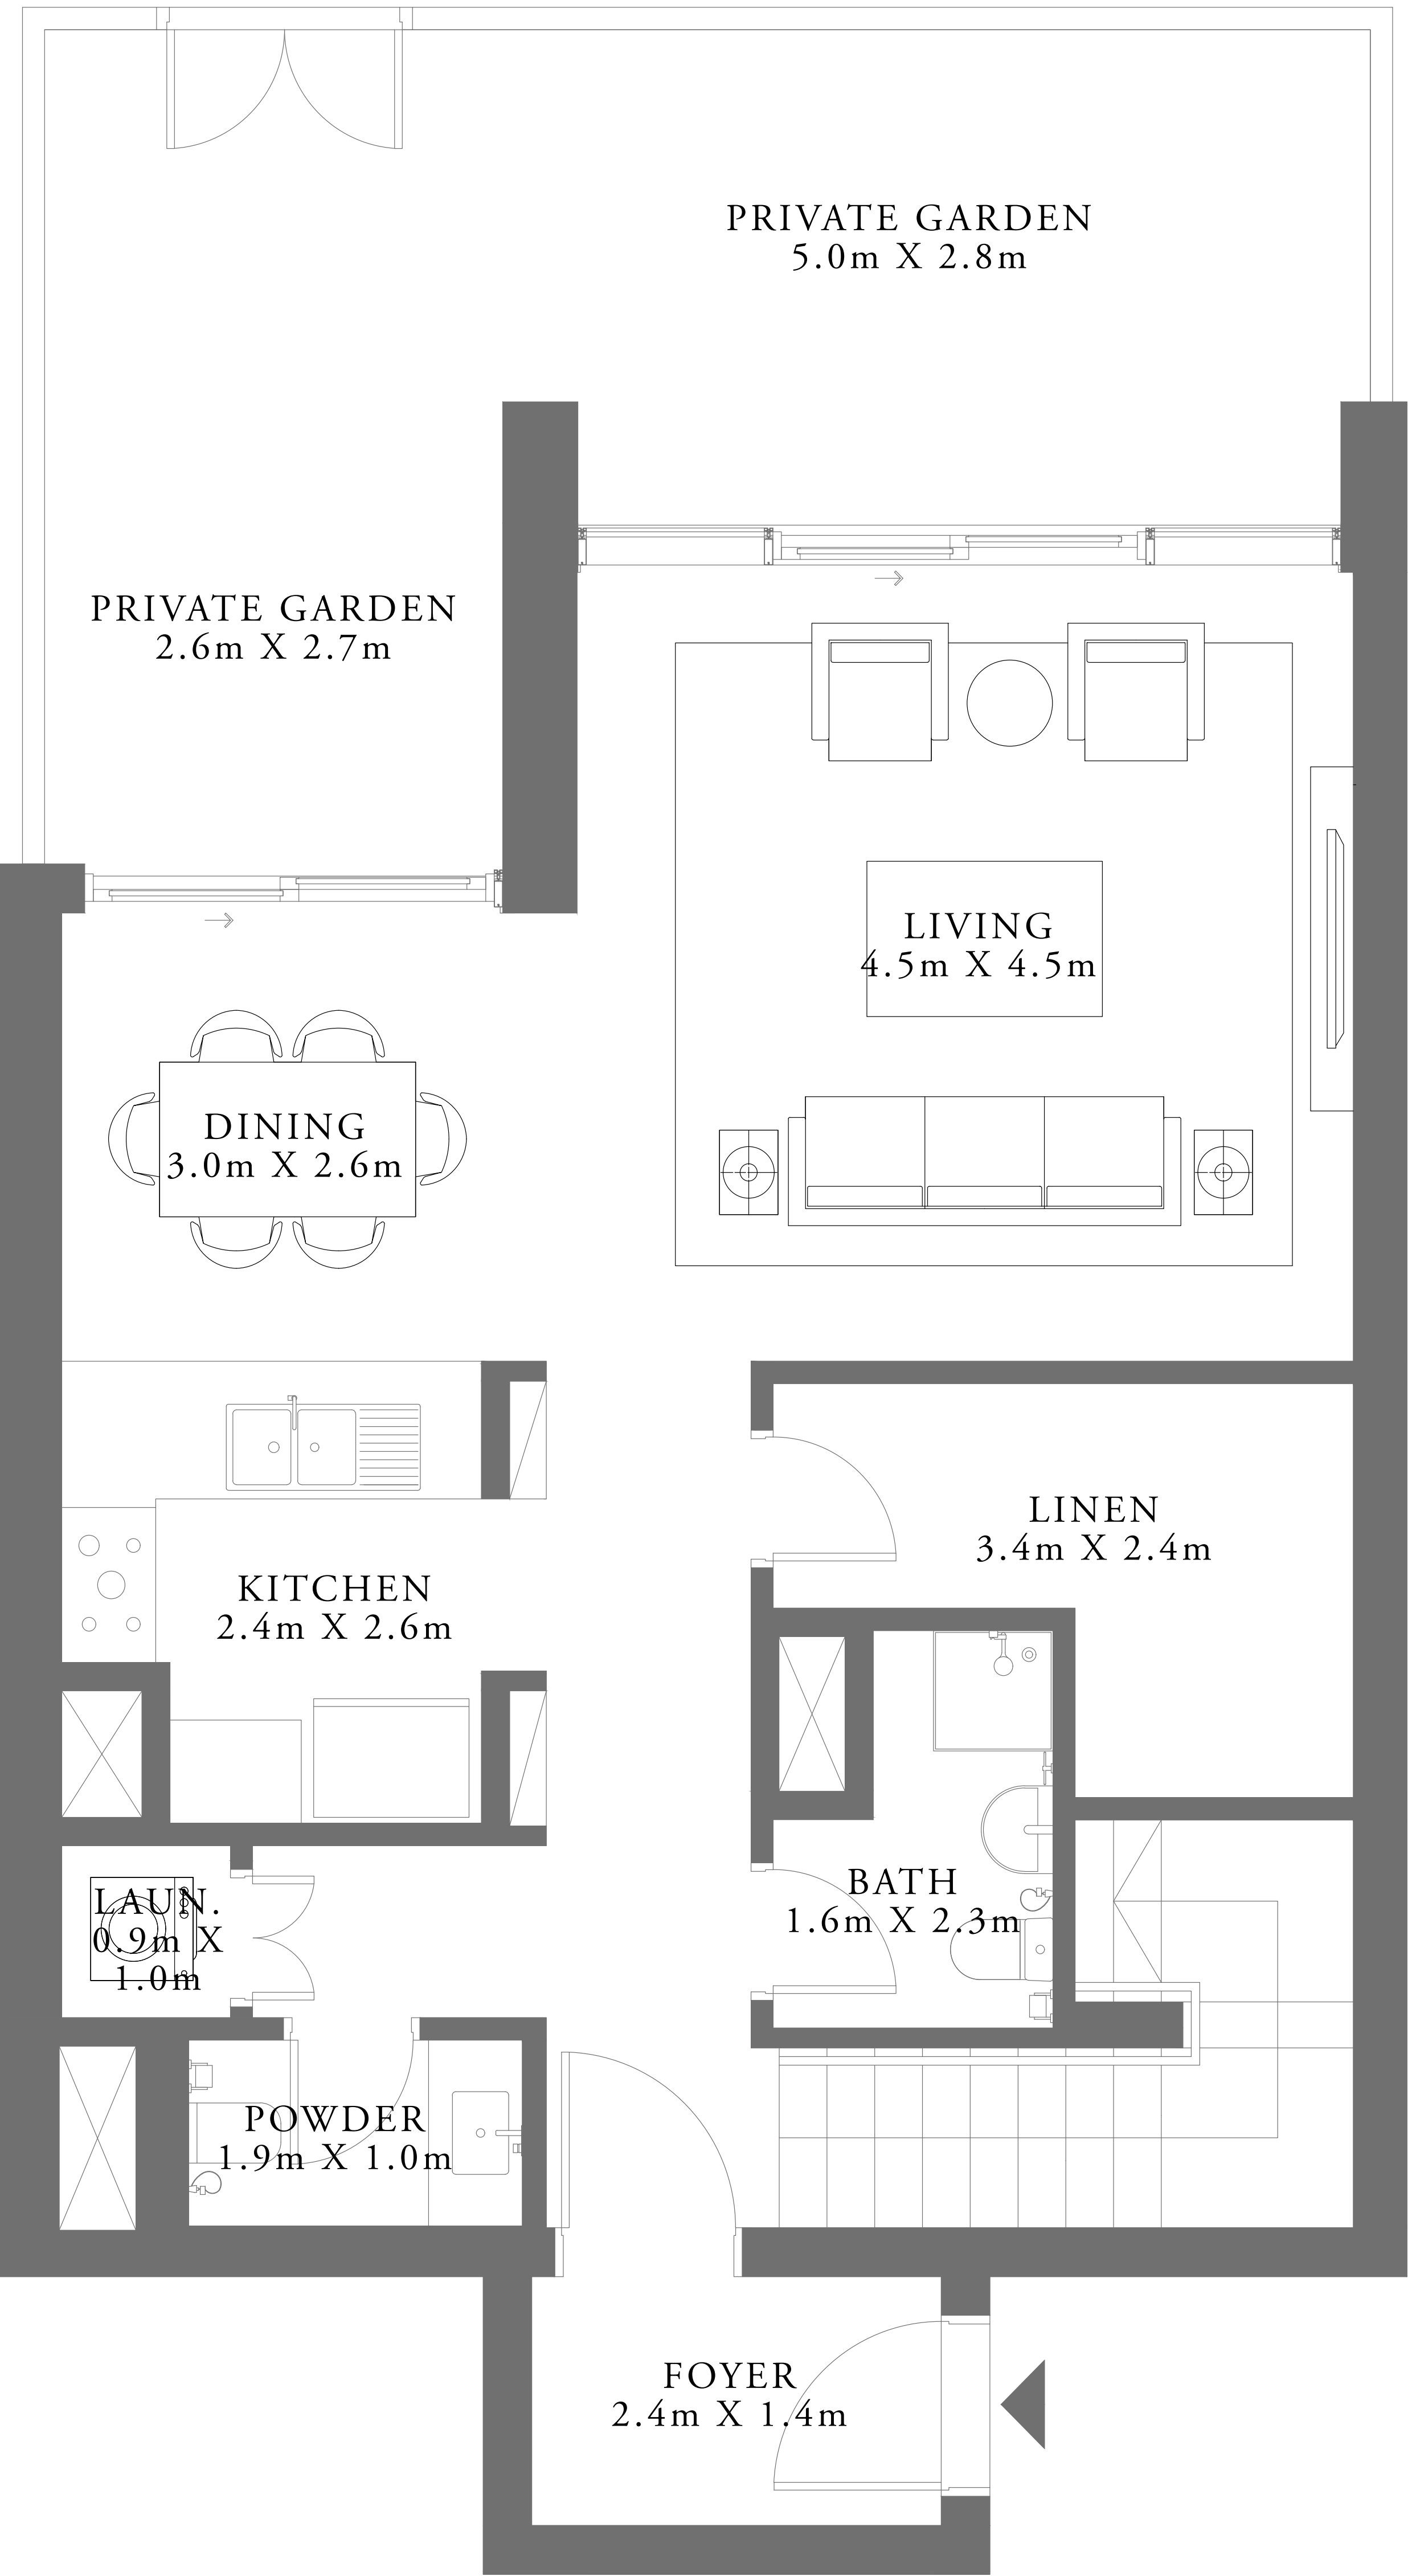 PRIVATE GARDEN
5.0m X 2.8m
PRIVATE GARDEN
2.6m X 2.7m
LIVING
4.5m X 4.5m
DINING
3.0m X 2.6m
LINEN
3.4m X 2.4m
KITCHEN
2.4m X 2.6m
BATH
1.6m X 2.3m
LAUN.
0.9m X
1.0m
POWDER
1.9m X 1.0m
FOYER
2.4m X 1.4m